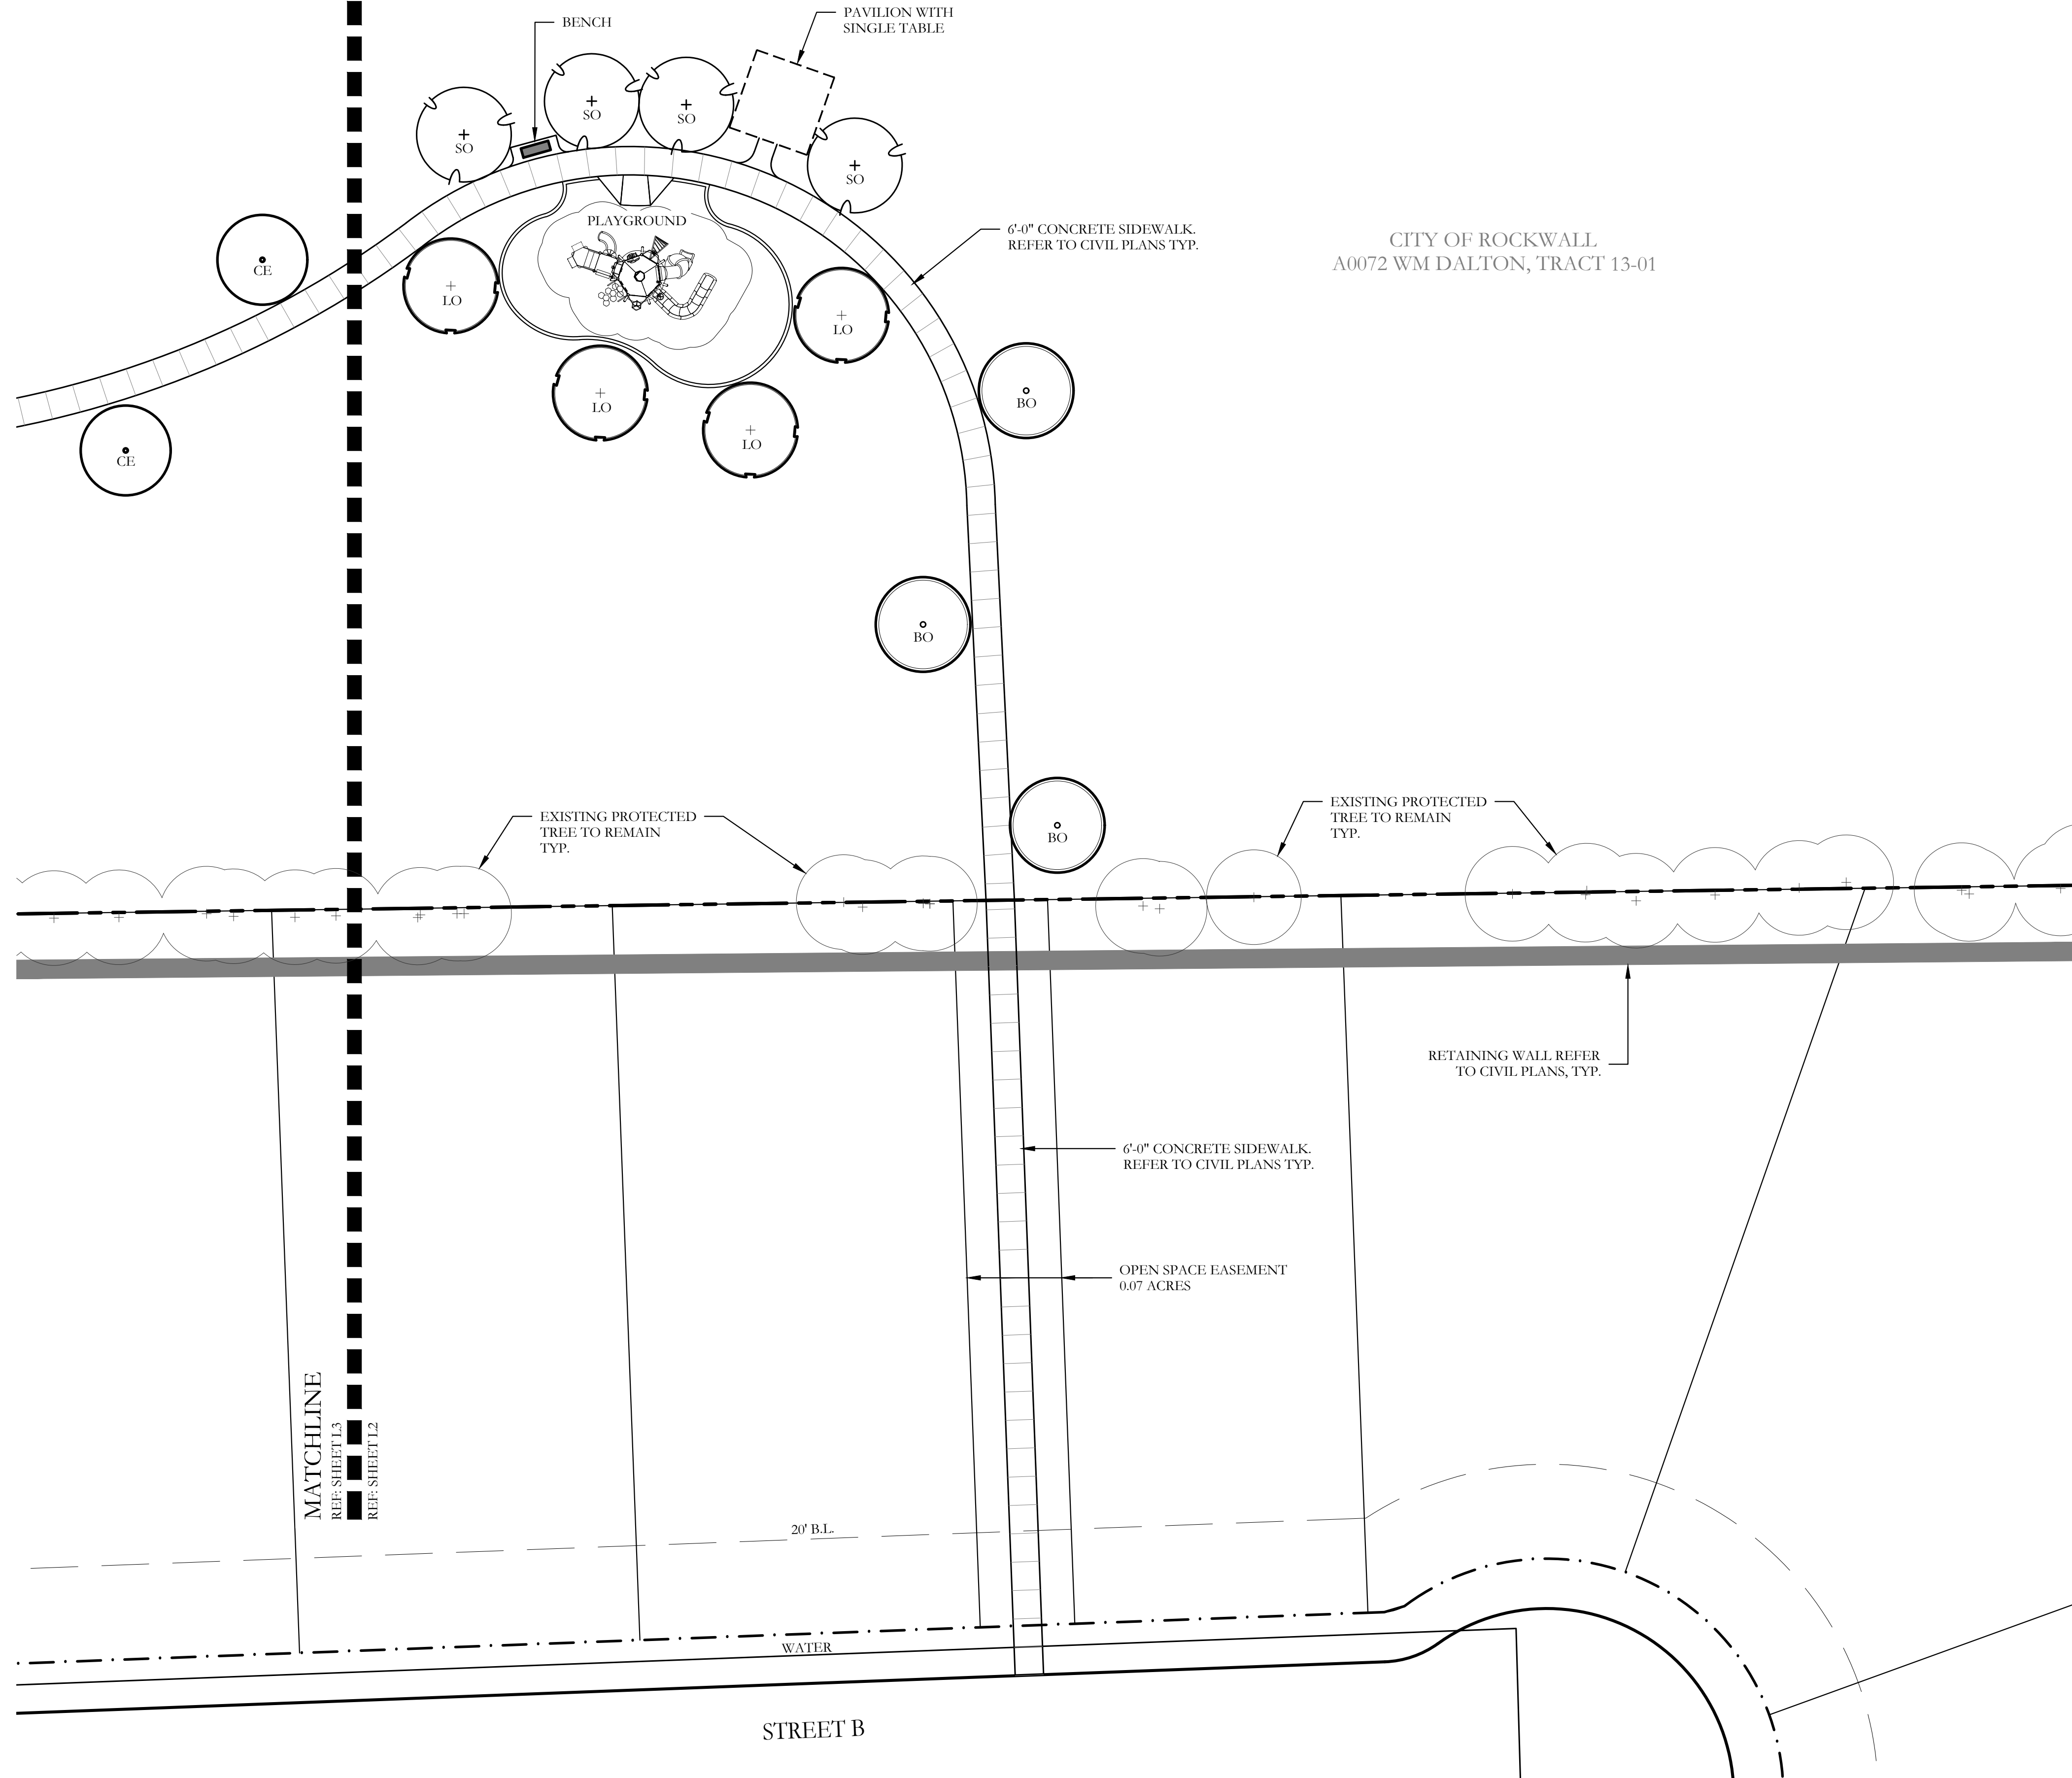 BENCH
PAVILION WITH
SINGLE TABLE
SO
SO
SO
SO
PLAYGROUND
6'-0" CONCRETE SIDEWALK.
REFER TO CIVIL PLANS TYP.
CITY OF ROCKWALL
A0072 WM DALTON, TRACT 13-01
CE
LO
LO
LO
LO
BO
CE
BO
EXISTING PROTECTED
TREE TO REMAIN
TYP.
EXISTING PROTECTED
TREE TO REMAIN
TYP.
BO
RETAINING WALL REFER
TO CIVIL PLANS, TYP.
6'-0" CONCRETE SIDEWALK.
REFER TO CIVIL PLANS TYP.
OPEN SPACE EASEMENT
0.07 ACRES
MATCHLINE
REF: SHEET L3
REF: SHEET L2
20' B.L.
WATER
STREET B